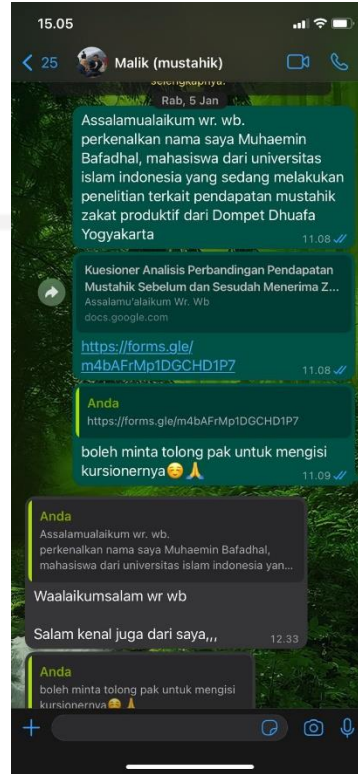 15.05
25
Malik (mustahik)
selengkapnya.
Rab, 5 Jan
Assalamualaikum wr. wb.
perkenalkan nama saya Muhaemin
Bafadhal, mahasiswa dari universitas
islam indonesia yang sedang melakukan
penelitian terkait pendapatan mustahik
zakat produktif dari Dompet Dhuafa
Yogyakarta
11.08
Kuesioner Analisis Perbandingan Pendapatan
Mustahik Sebelum dan Sesudah Menerima Z...
Assalamu'alaikum Wr. Wb
docs.google.com
https://forms.gle/
m4bAFrMp1DGCHD1P7
11.08
Anda
https://forms.gle/m4bAFrMp1DGCHD1P7
boleh minta tolong pak untuk mengisi
kursionernya😊🙏
11.09
Anda
Assalamualaikum wr. wb.
perkenalkan nama saya Muhaemin Bafadhal,
mahasiswa dari universitas islam indonesia yan...
Waalaikumsalam wr wb
Salam kenal juga dari saya,,,
12.33
Anda
boleh minta tolong pak untuk mengisi
kursionernya😊🙏